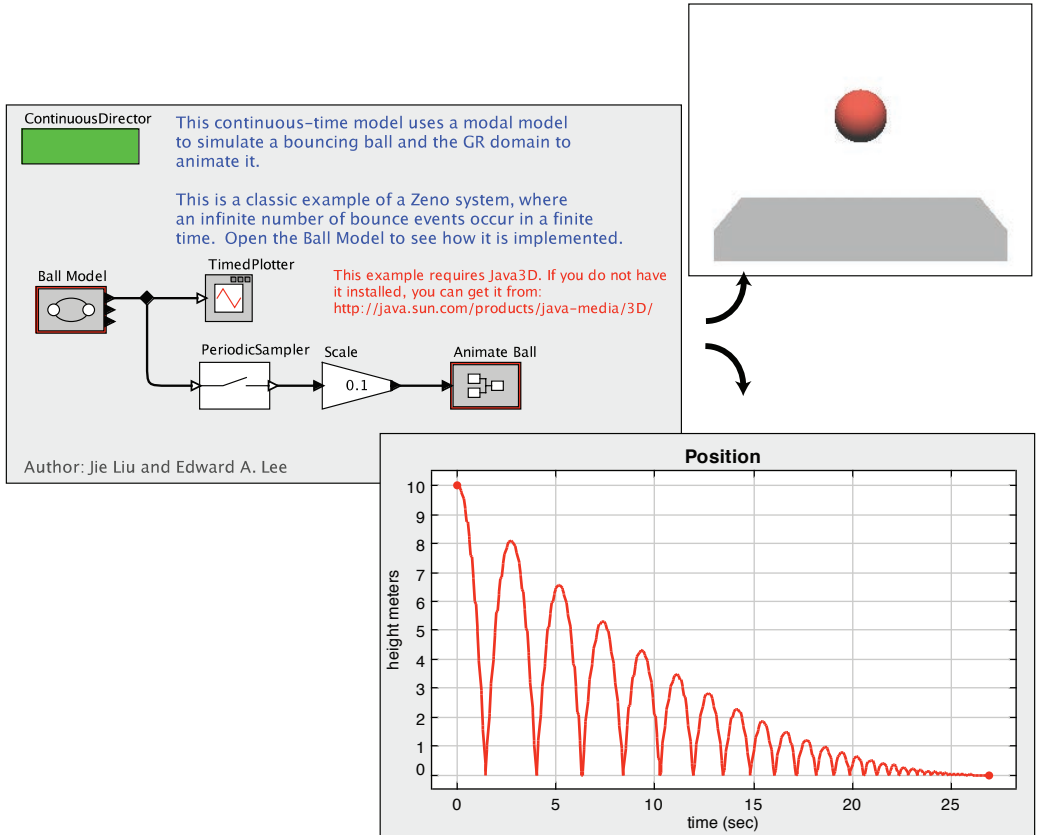 ContinuousDirector
This continuous-time model uses a modal model
to simulate a bouncing ball and the GR domain to
animate it.
This is a classic example of a Zeno system, where
an infinite number of bounce events occur in a finite
time. Open the Ball Model to see how it is implemented.
Ball Model
TimedPlotter
This example requires Java3D. If you do not have
it installed, you can get it from:
http://java.sun.com/products/java-media/3D/
PeriodicSampler
Scale
Animate Ball
0.1
Author: Jie Liu and Edward A. Lee
Position
height meters
10
9
8
7
6
5
4
3
2
1
0
0 5 10 15 20 25
time (sec)